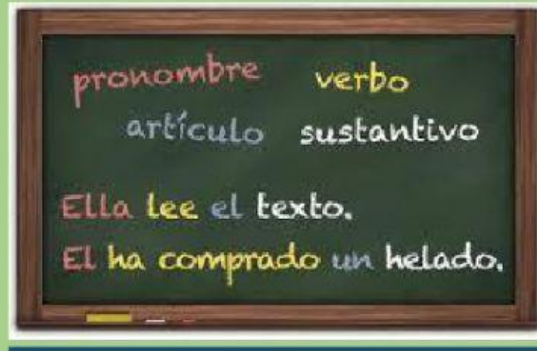 pronombre verbo
artículo sustantivo
Ella lee el texto.
El ha comprado un helado.